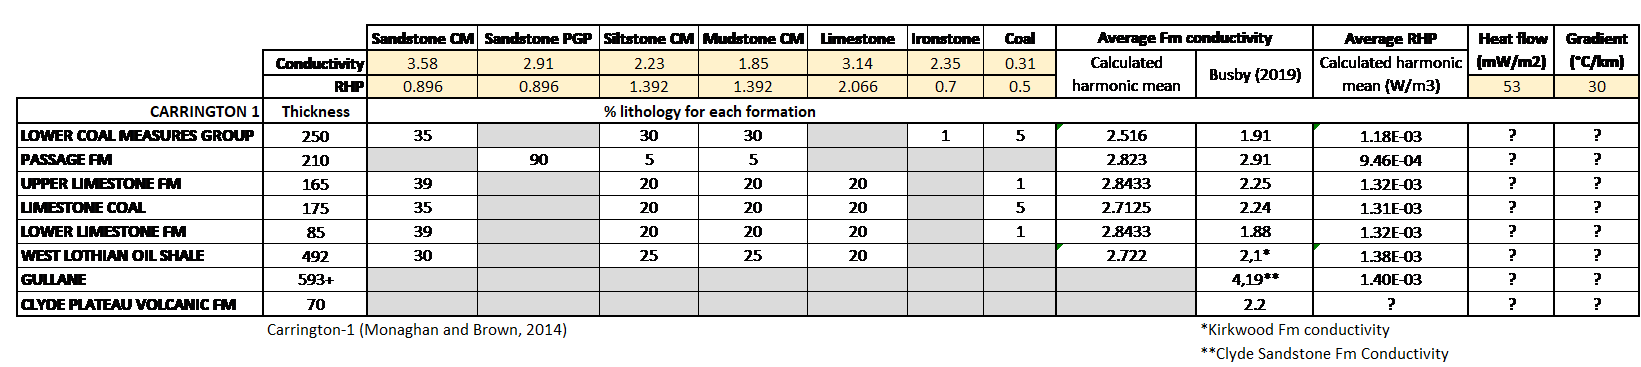 Sandstone CM Sandstone PGP Siltstone CM Mudstone CM Limestone Ironstone Coal Average Fm conductivity Average RHP Heat flow Gradient
Conductivity 3.58 2.91 2.23 1.85 3.14 2.35 0.31 Calculated harmonic mean Busby (2019) Calculated harmonic mean (W/m3) (mW/m2) (°C/km)
RHP 0.896 0.896 1.392 1.392 2.066 0.7 0.5 53 30
CARRINGTON 1 Thickness % lithology for each formation
LOWER COAL MEASURES GROUP 250 35 30 30 1 5 2.516 1.91 1.18E-03 ? ?
PASSAGE FM 210 90 5 5 2.823 2.91 9.46E-04 ? ?
UPPER LIMESTONE FM 165 39 20 20 20 1 2.8433 2.25 1.32E-03 ? ?
LIMESTONE COAL 175 35 20 20 20 5 2.7125 2.24 1.31E-03 ? ?
LOWER LIMESTONE FM 85 39 20 20 20 1 2.8433 1.88 1.32E-03 ? ?
WEST LOTHIAN OIL SHALE 492 30 25 25 20 2.722 2,1* 1.38E-03 ? ?
GULLANE 593+ 4,19** 1.40E-03 ? ?
CLYDE PLATEAU VOLCANIC FM 70 2.2 ? ? ?
Carrington-1 (Monaghan and Brown, 2014) *Kirkwood Fm conductivity
**Clyde Sandstone Fm Conductivity